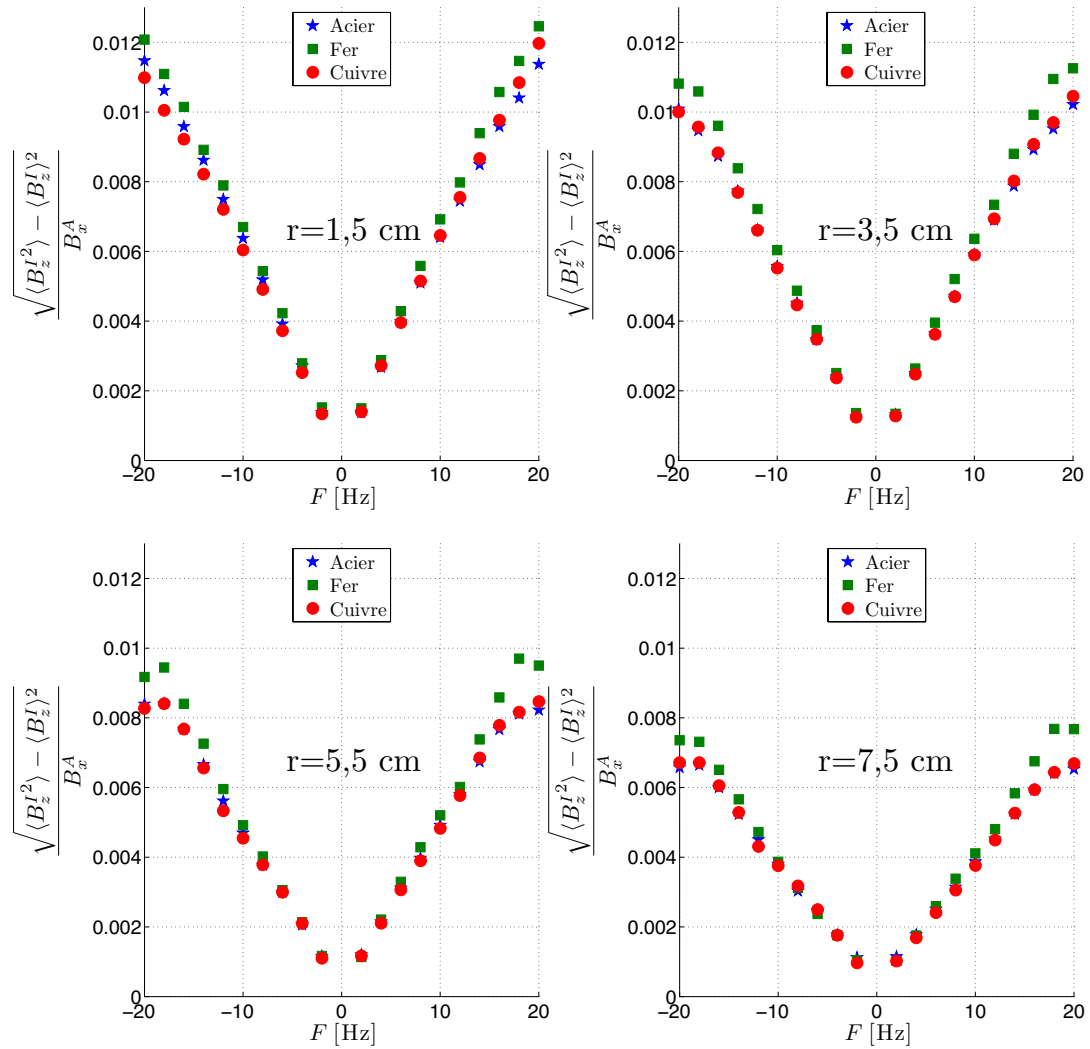 Acier
Fer
Cuivre
0.012
0.01
0.008
0.006
0.004
0.002
0
r=1,5 cm
√⟨B_z^I²⟩ − ⟨B_z^I⟩²
B_x^A
−20 −10 0 10 20
F [Hz]
Acier
Fer
Cuivre
0.012
0.01
0.008
0.006
0.004
0.002
0
r=3,5 cm
√⟨B_z^I²⟩ − ⟨B_z^I⟩²
B_x^A
−20 −10 0 10 20
F [Hz]
Acier
Fer
Cuivre
0.012
0.01
0.008
0.006
0.004
0.002
0
r=5,5 cm
√⟨B_z^I²⟩ − ⟨B_z^I⟩²
B_x^A
−20 −10 0 10 20
F [Hz]
Acier
Fer
Cuivre
0.012
0.01
0.008
0.006
0.004
0.002
0
r=7,5 cm
√⟨B_z^I²⟩ − ⟨B_z^I⟩²
B_x^A
−20 −10 0 10 20
F [Hz]